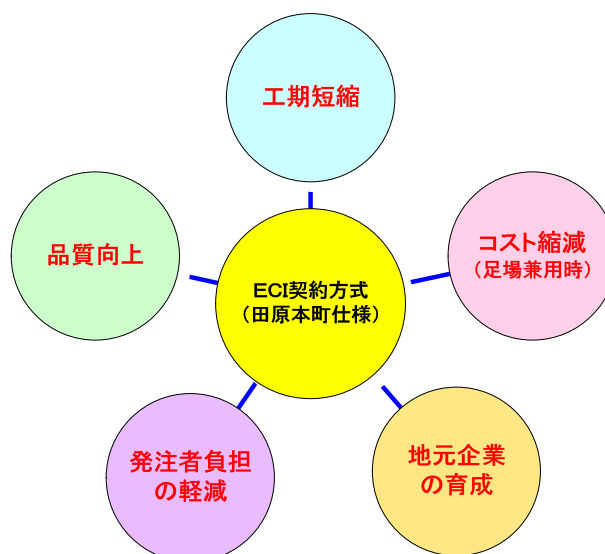 工期短縮
品質向上
コスト縮減
（足場兼用時）
ECI契約方式
（田原本町仕様）
発注者負担
の軽減
地元企業
の育成